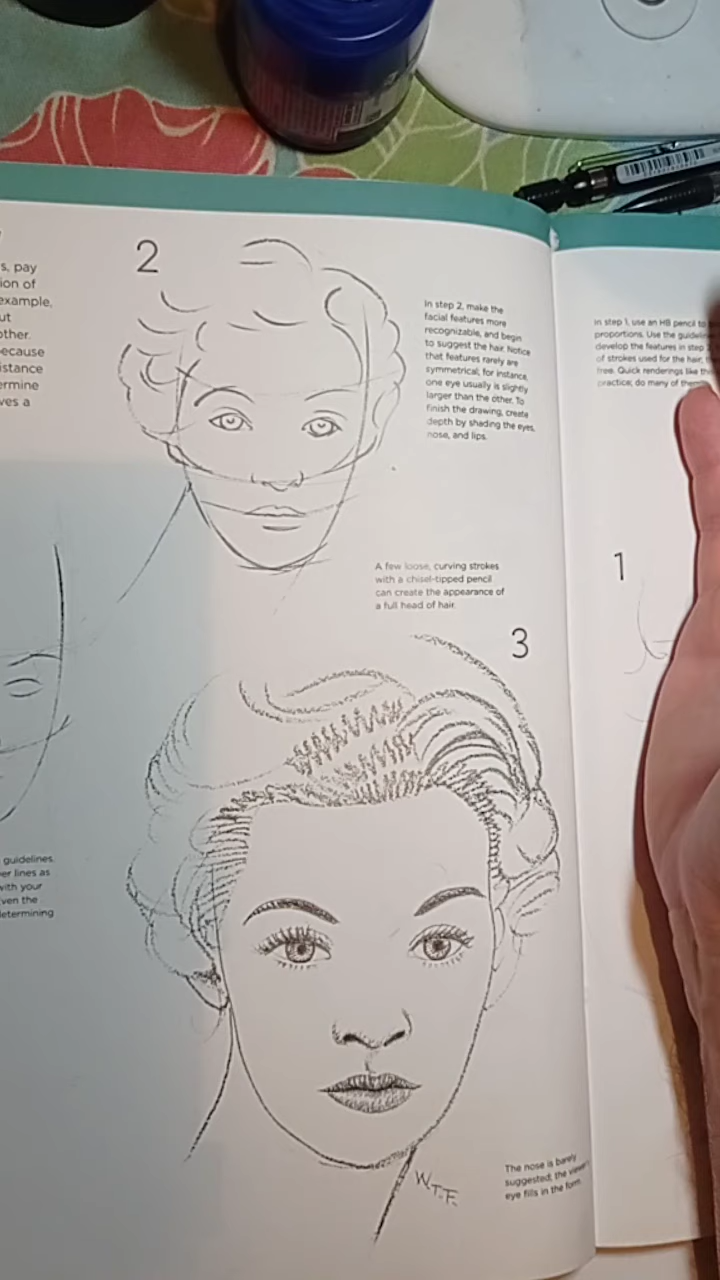 s, pay
ion of
example,
ut
other.
ecause
istance
ermine
ves a
guidelines.
er lines as
with your
ven the
determining
2
In step 2, make the
facial features more
recognizable, and begin
to suggest the hair. Notice
that features rarely are
symmetrical; for instance,
one eye usually is slightly
larger than the other. To
finish the drawing, create
depth by shading the eyes,
nose, and lips.
A few loose, curving strokes
with a chisel-tipped pencil
can create the appearance of
a full head of hair.
3
W.T.F.
The nose is barely
suggested; the viewer's
eye fills in the form.
In step 1, use an HB pencil to
proportions. Use the guidelines
develop the features in step
of strokes used for the hair;
free. Quick renderings like
practice; do many of them
1